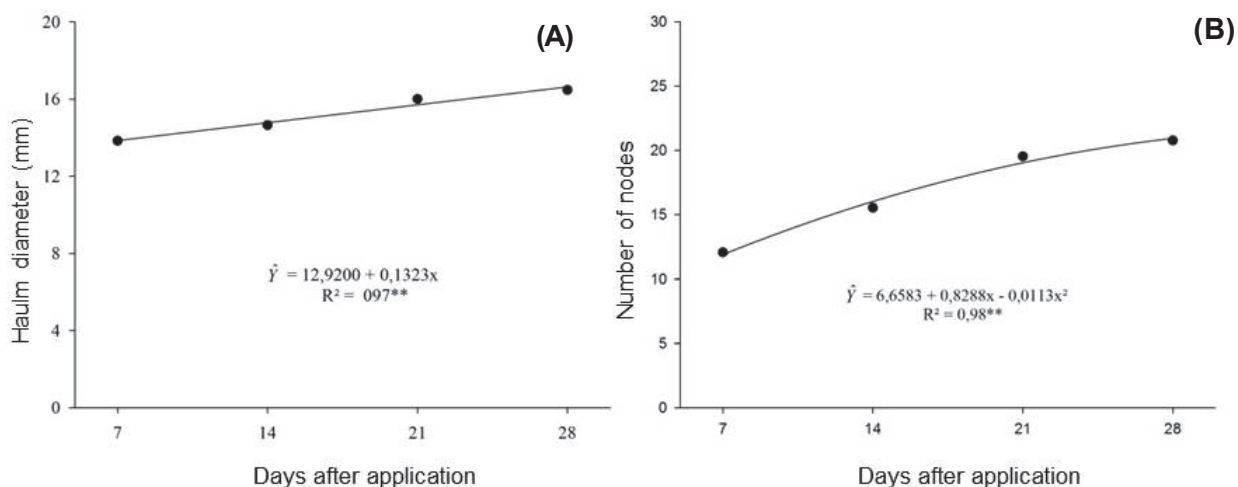 (A)
20
16
12
8
4
0
Haulm diameter (mm)
Ŷ = 12,9200 + 0,1323x
R² = 097**
7 14 21 28
Days after application
(B)
30
25
20
15
10
5
0
Number of nodes
Ŷ = 6,6583 + 0,8288x - 0,0113x²
R² = 0,98**
7 14 21 28
Days after application